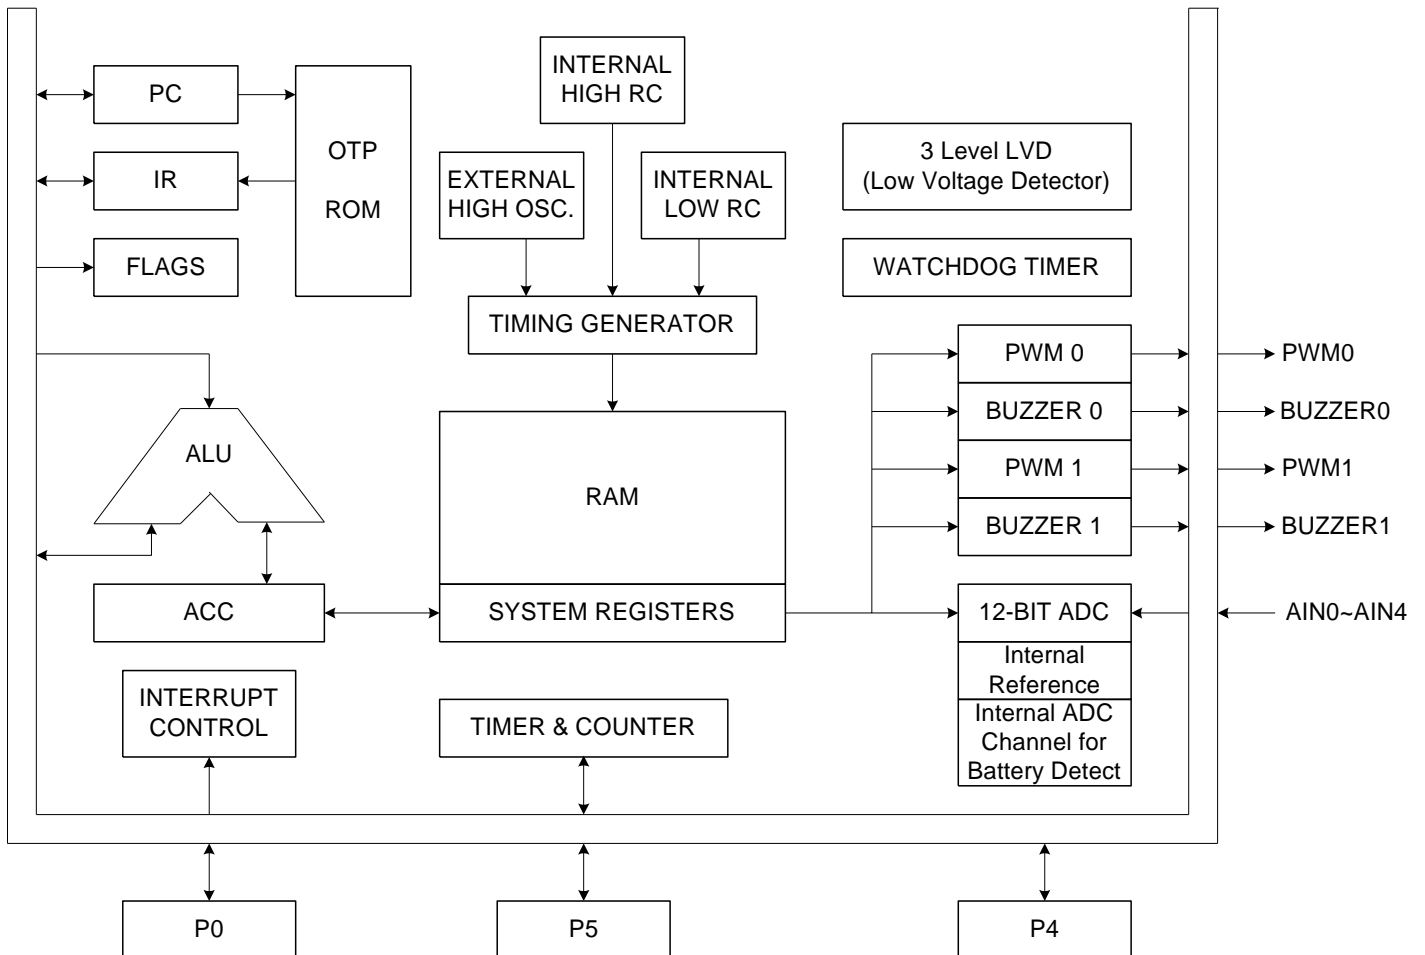 INTERNAL
HIGH RC
PC
OTP
ROM
3 Level LVD
(Low Voltage Detector)
IR
EXTERNAL
HIGH OSC.
INTERNAL
LOW RC
FLAGS
WATCHDOG TIMER
TIMING GENERATOR
PWM 0
PWM0
BUZZER 0
BUZZER0
ALU
PWM 1
PWM1
RAM
BUZZER 1
BUZZER1
ACC
SYSTEM REGISTERS
12-BIT ADC
AIN0~AIN4
Internal
Reference
INTERRUPT
CONTROL
TIMER & COUNTER
Internal ADC
Channel for
Battery Detect
P0
P5
P4